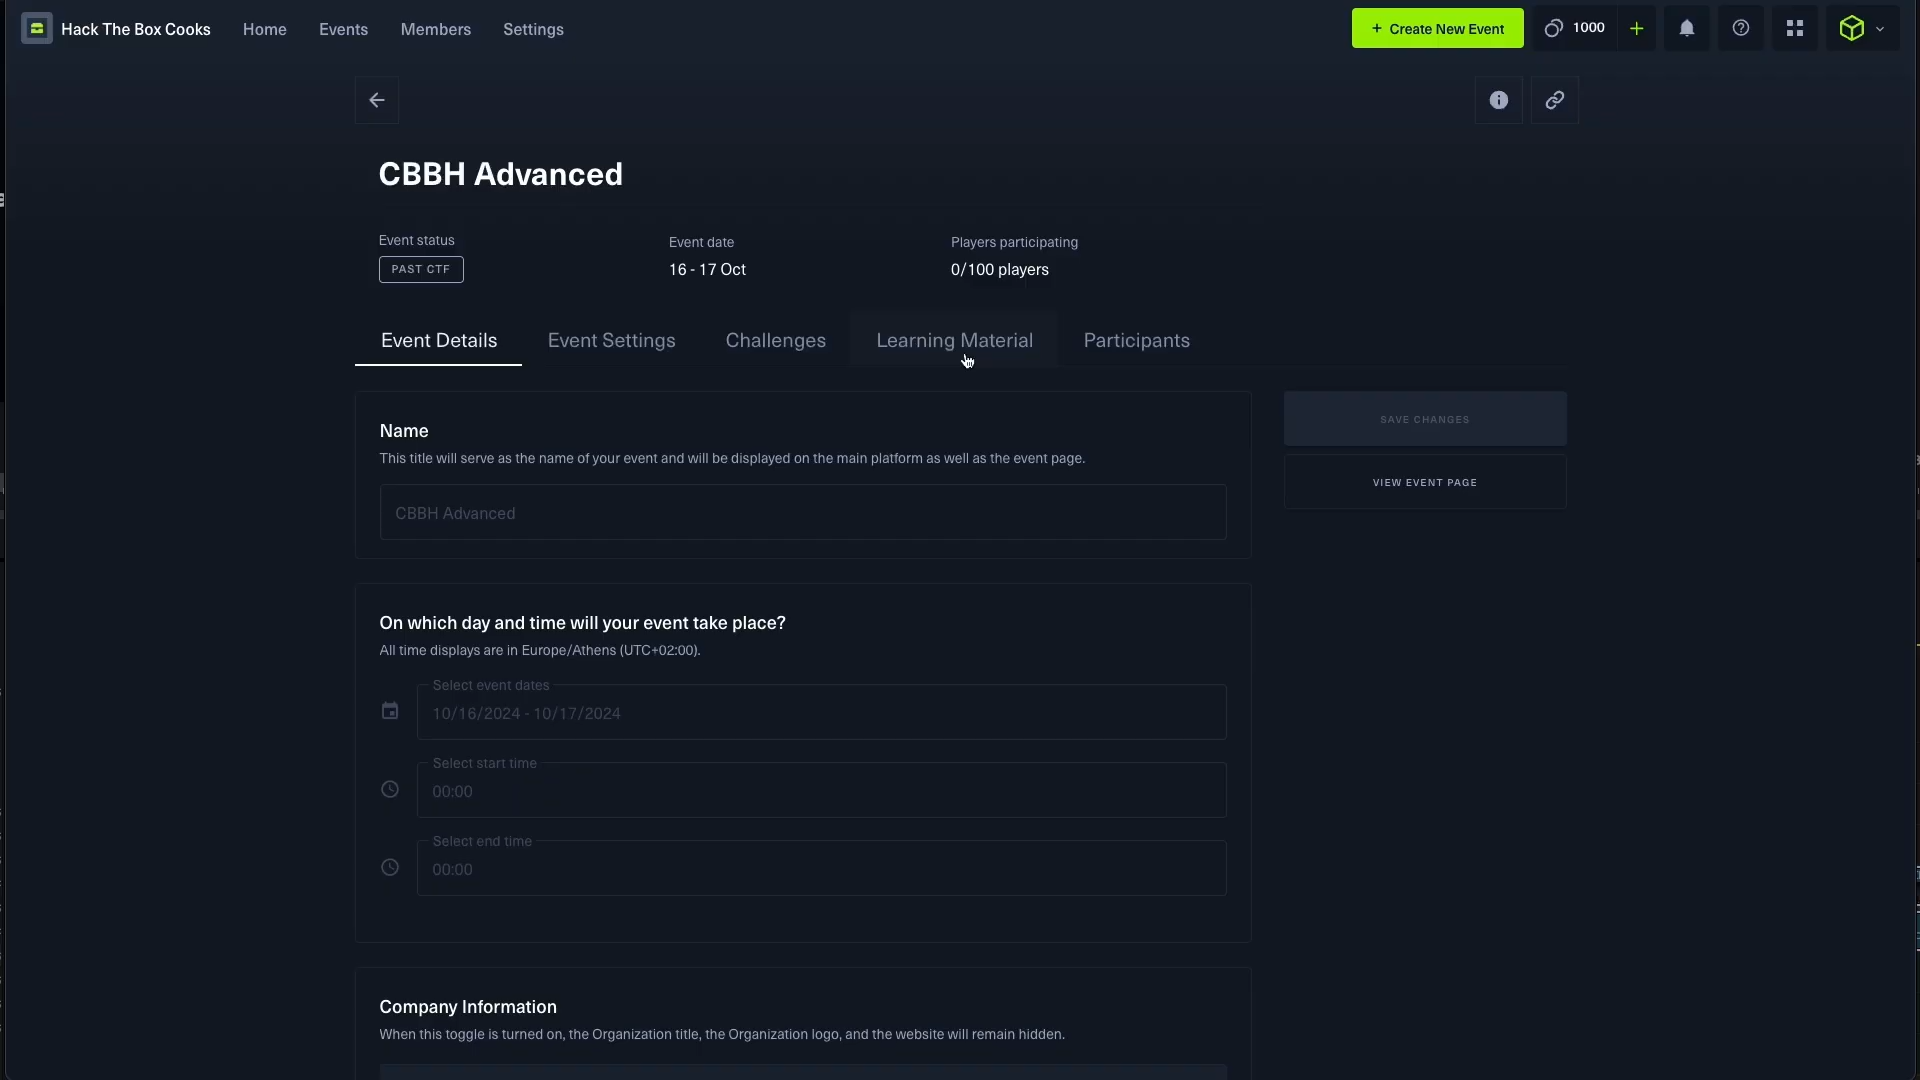 Hack The Box Cooks
Home
Events
Members
Settings
+ Create New Event
1000
CBBH Advanced
Event status
PAST CTF
Event date
16 - 17 Oct
Players participating
0/100 players
Event Details
Event Settings
Challenges
Learning Material
Participants
Name
This title will serve as the name of your event and will be displayed on the main platform as well as the event page.
CBBH Advanced
SAVE CHANGES
VIEW EVENT PAGE
On which day and time will your event take place?
All time displays are in Europe/Athens (UTC+02:00).
Select event dates
10/16/2024 - 10/17/2024
Select start time
00:00
Select end time
00:00
Company Information
When this toggle is turned on, the Organization title, the Organization logo, and the website will remain hidden.